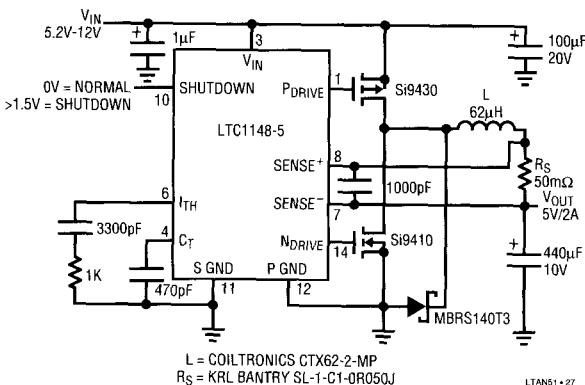 VIN
5.2V-12V
1µF
3
VIN
100µF
20V
0V = NORMAL
>1.5V = SHUTDOWN
10
SHUTDOWN
PDRIVE
1
Si9430
LTC1148-5
L
62µH
SENSE+
8
RS
50mΩ
1000pF
SENSE−
7
VOUT
5V/2A
6
ITH
3300pF
4
CT
NDRIVE
14
Si9410
440µF
10V
1K
470pF
S GND
11
P GND
12
MBRS140T3
L = COILTRONICS CTX62-2-MP
RS = KRL BANTRY SL-1-C1-0R050J
LTAN51 • 27